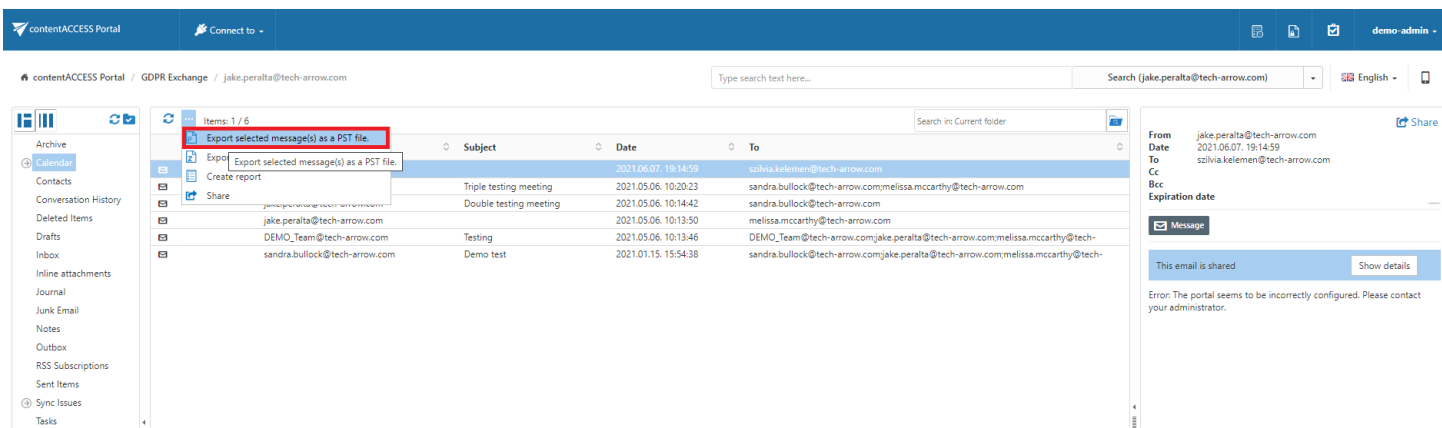 contentACCESS Portal
Connect to
demo-admin
contentACCESS Portal / GDPR Exchange / jake.peralta@tech-arrow.com
Type search text here...
Search (jake.peralta@tech-arrow.com)
English
Archive
Calendar
Contacts
Conversation History
Deleted Items
Drafts
Inbox
Inline attachments
Journal
Junk Email
Notes
Outbox
RSS Subscriptions
Sent Items
Sync Issues
Tasks
Items: 1 / 6
Search in: Current folder
Export selected message(s) as a PST file.
Export selected message(s) as a PST file.
Create report
Share
Subject Date To
2021.06.07. 19:14:59 szilvia.kelemen@tech-arrow.com
Triple testing meeting 2021.05.06. 10:20:23 sandra.bullock@tech-arrow.com;melissa.mccarthy@tech-arrow.com
Double testing meeting 2021.05.06. 10:14:42 sandra.bullock@tech-arrow.com
jake.peralta@tech-arrow.com 2021.05.06. 10:13:50 melissa.mccarthy@tech-arrow.com
DEMO_Team@tech-arrow.com Testing 2021.05.06. 10:13:46 DEMO_Team@tech-arrow.com;jake.peralta@tech-arrow.com;melissa.mccarthy@tech-
sandra.bullock@tech-arrow.com Demo test 2021.01.15. 15:54:38 sandra.bullock@tech-arrow.com;jake.peralta@tech-arrow.com;melissa.mccarthy@tech-
Share
From jake.peralta@tech-arrow.com
Date 2021.06.07. 19:14:59
To szilvia.kelemen@tech-arrow.com
Cc
Bcc
Expiration date
Message
This email is shared
Show details
Error: The portal seems to be incorrectly configured. Please contact
your administrator.